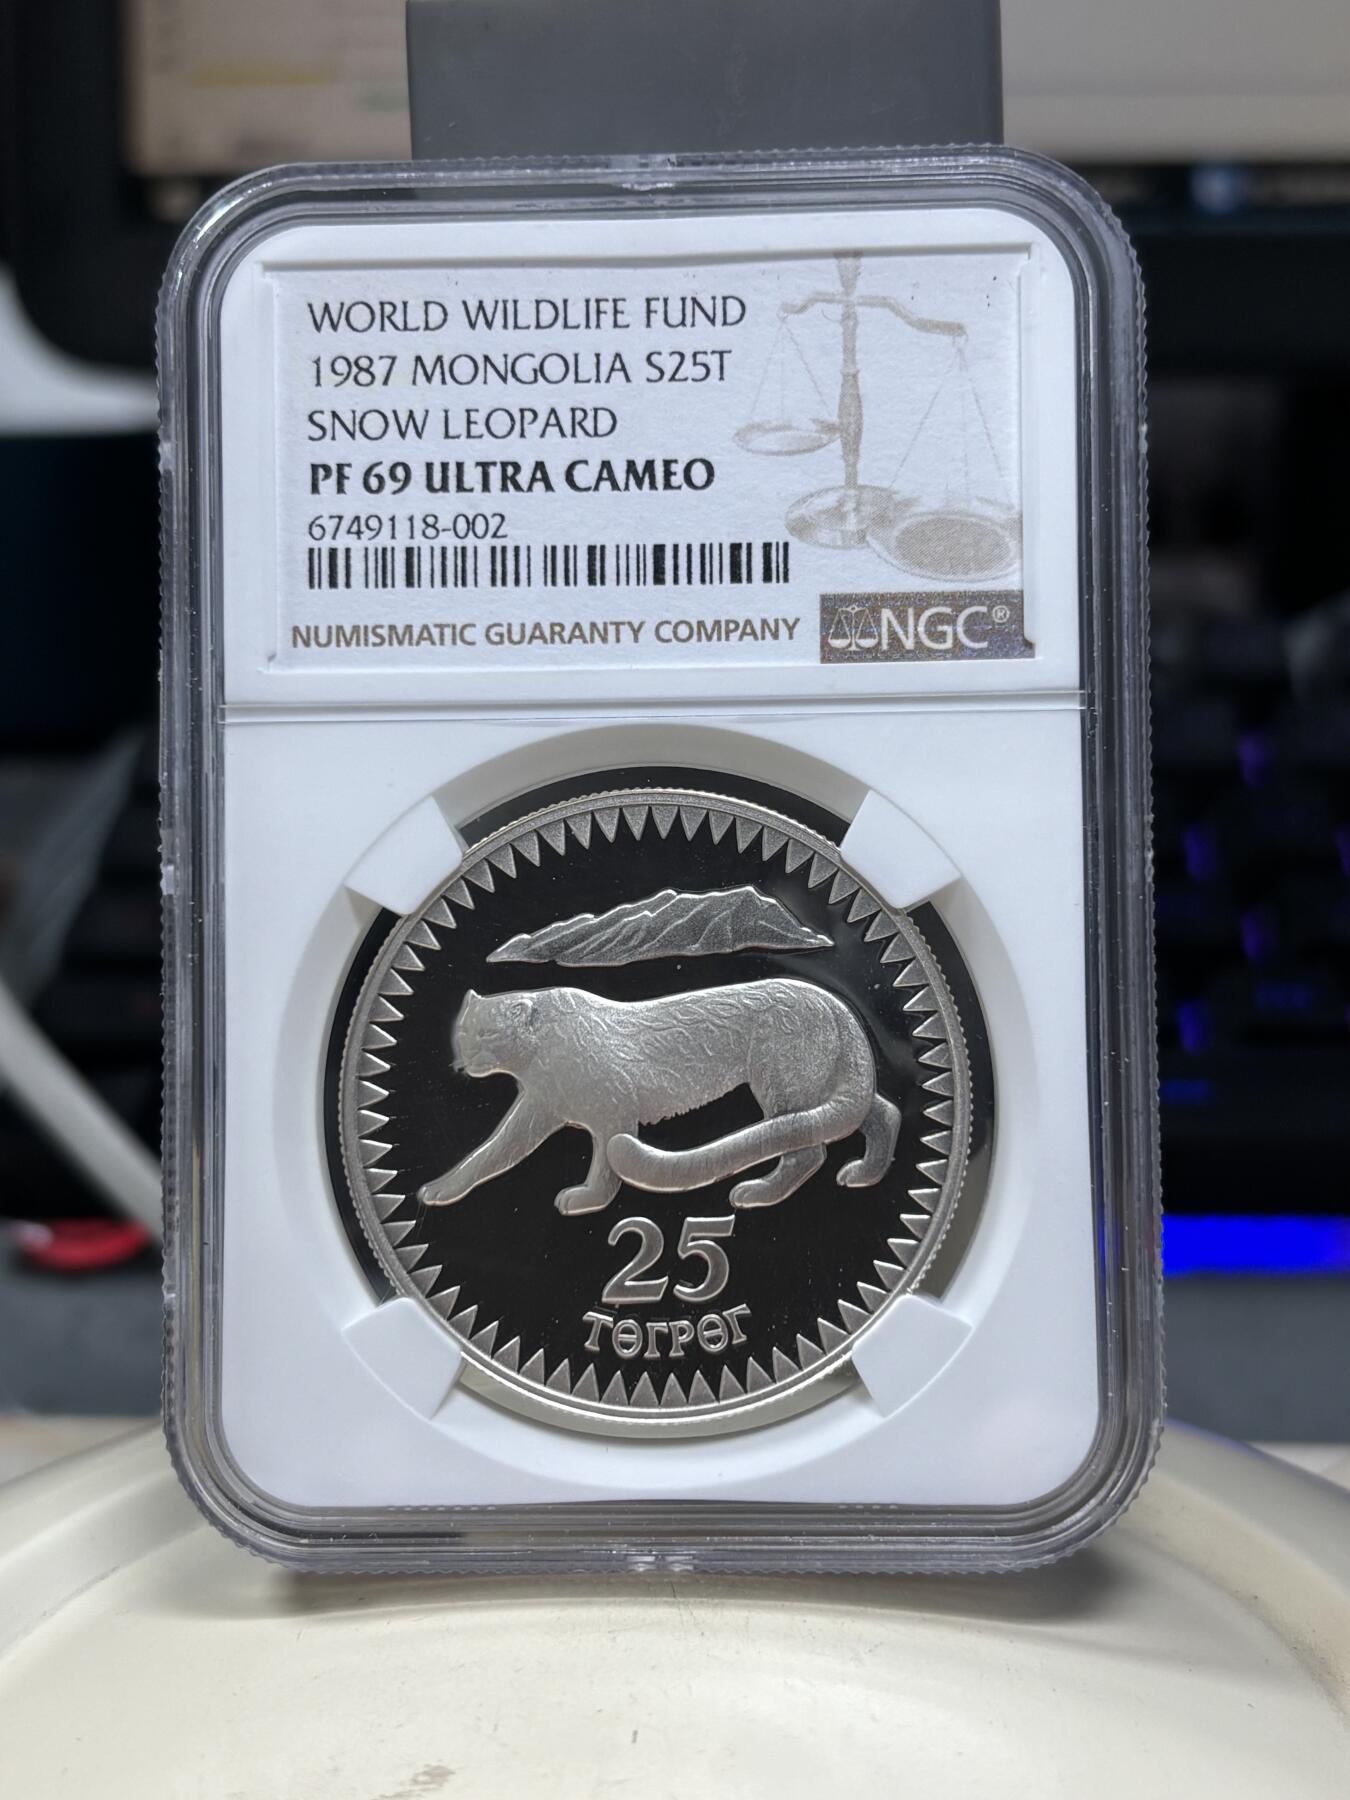 WORLD WILDLIFE FUND
1987 MONGOLIA S25T
SNOW LEOPARD
PF 69 ULTRA CAMEO
6749118-002
NUMISMATIC GUARANTY COMPANY
NGC®
25
ТӨГРӨГ